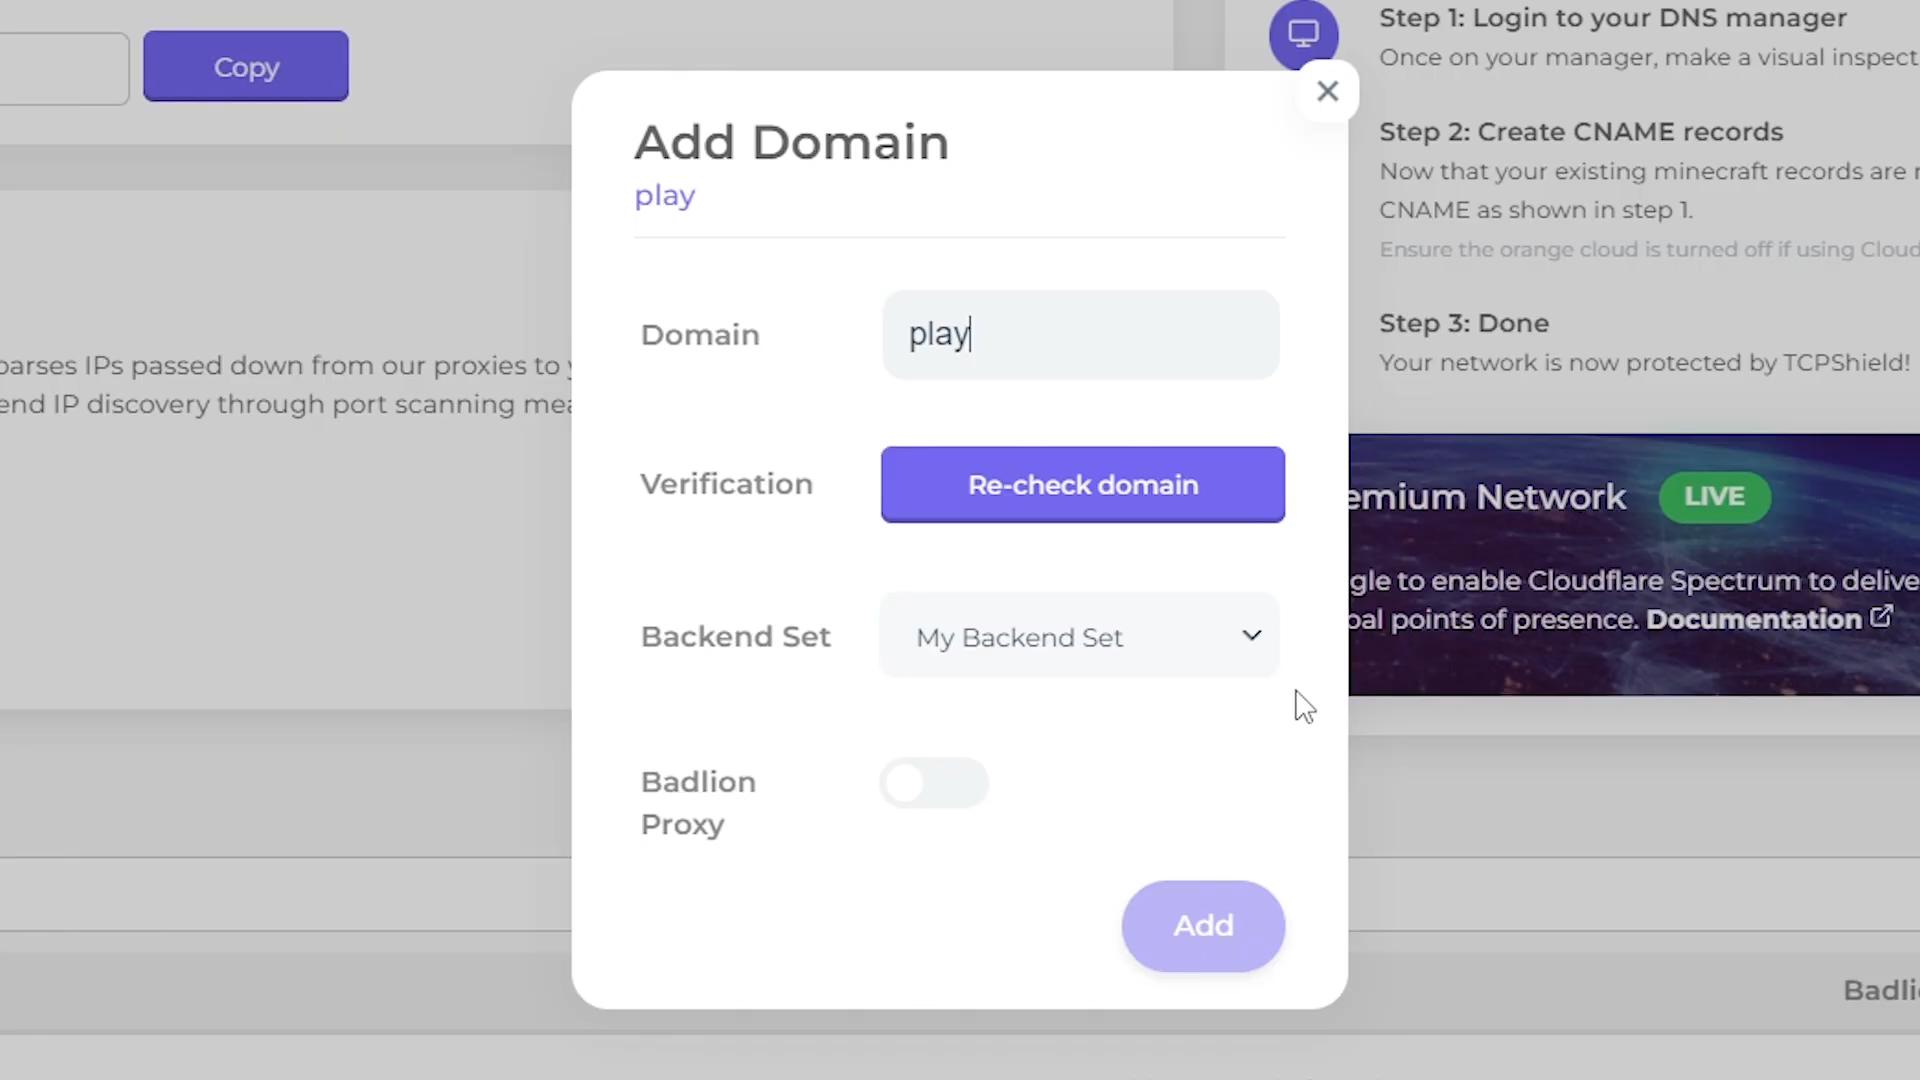 Copy
parses IPs passed down from our proxies to
end IP discovery through port scanning
Add Domain
play
Domain
play
Verification
Re-check domain
Backend Set
My Backend Set
Badlion
Proxy
Add
Step 1: Login to your DNS manager
Once on your manager, make a visual inspect
Step 2: Create CNAME records
Now that your existing minecraft records are
CNAME as shown in step 1.
Ensure the orange cloud is turned off if using Cloud
Step 3: Done
Your network is now protected by TCPShield!
emium Network
LIVE
gle to enable Cloudflare Spectrum to delive
bal points of presence. Documentation
Badli